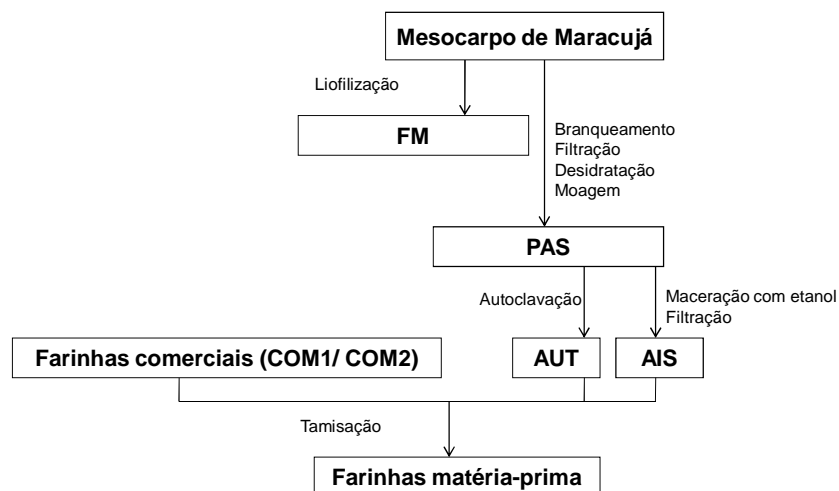 Mesocarpo de Maracujá
Liofilização
FM
Branqueamento
Filtração
Desidratação
Moagem
PAS
Autoclavação
Maceração com etanol
Filtração
Farinhas comerciais (COM1/ COM2)
AUT
AIS
Tamisação
Farinhas matéria-prima